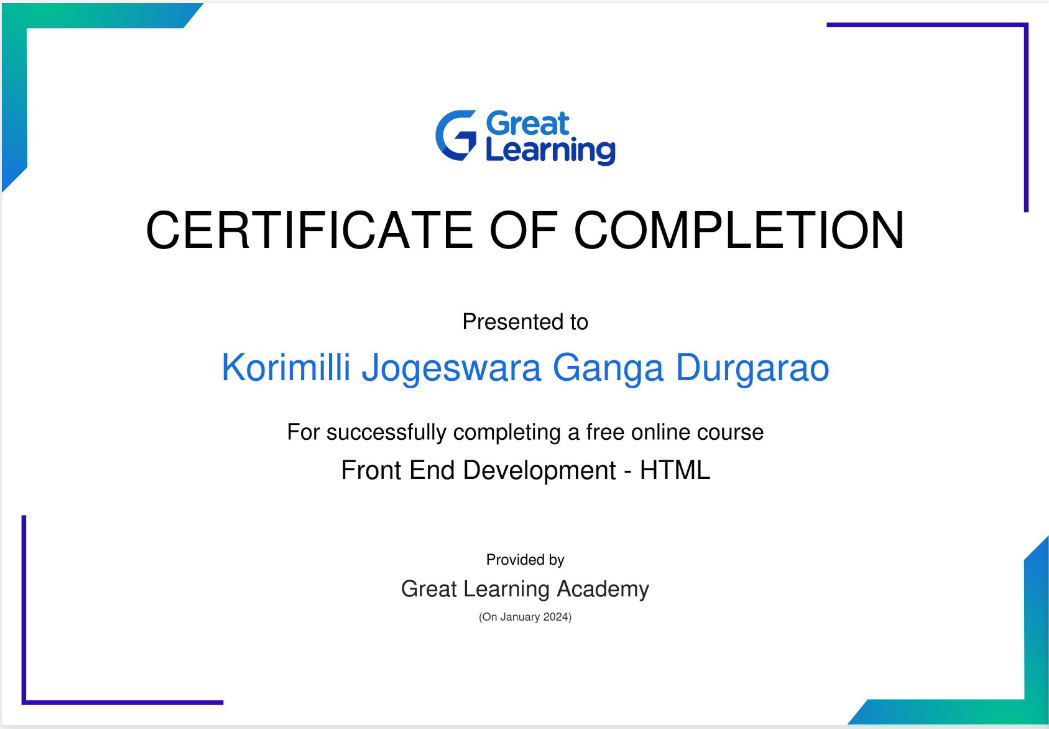 Great
Learning
CERTIFICATE OF COMPLETION
Presented to
Korimilli Jogeswara Ganga Durgarao
For successfully completing a free online course
Front End Development - HTML
Provided by
Great Learning Academy
(On January 2024)